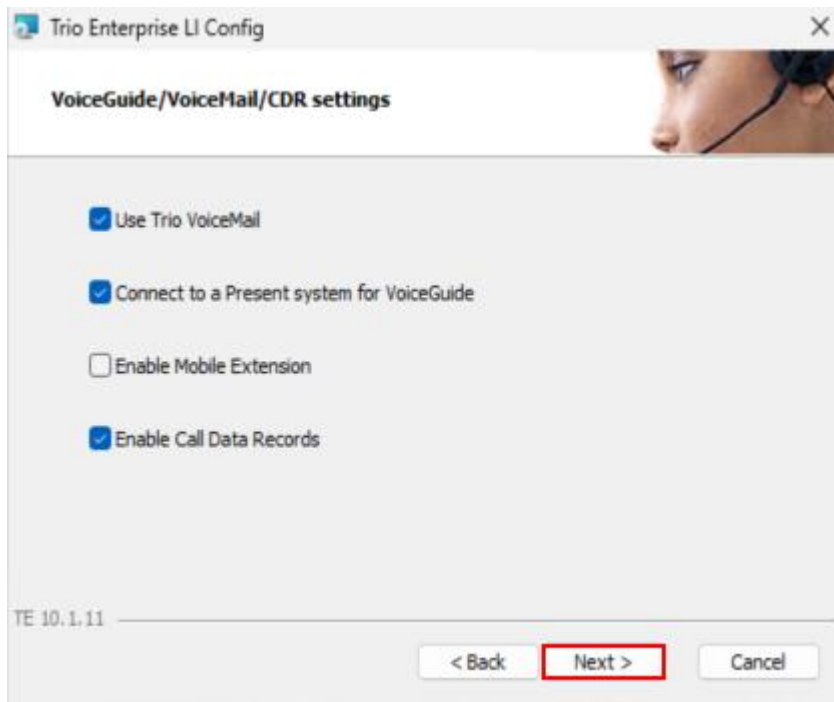 Trio Enterprise LI Config
VoiceGuide/VoiceMail/CDR settings
Use Trio VoiceMail
Connect to a Present system for VoiceGuide
Enable Mobile Extension
Enable Call Data Records
TE 10.1.11
< Back Next > Cancel